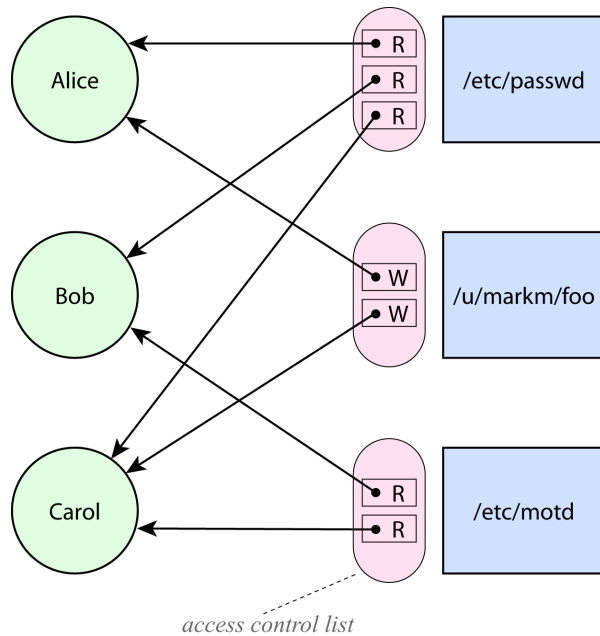 Alice
R
R
R
/etc/passwd
Bob
W
W
/u/markm/foo
Carol
R
R
/etc/motd
access control list